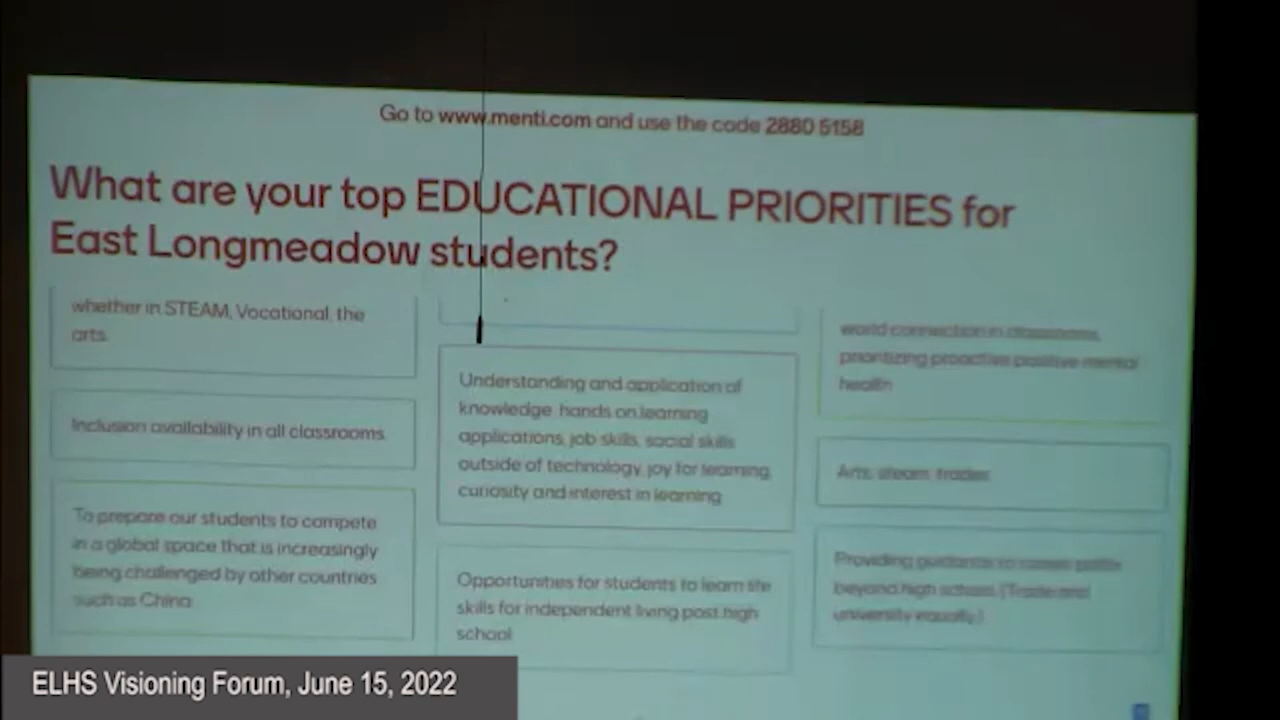 Go to www.menti.com and use the code 2880 5158
What are your top EDUCATIONAL PRIORITIES for
East Longmeadow students?
whether in STEAM, Vocational, the
arts.
Inclusion availability in all classrooms.
To prepare our students to compete
in a global space that is increasingly
being challenged by other countries
such as China
Understanding and application of
knowledge, hands on learning
applications, job skills, social skills
outside of technology, joy for learning,
curiosity and interest in learning
Opportunities for students to learn life
skills for independent living post high
school
world connection in classrooms,
prioritizing proactive positive mental
health
Arts, steam, trades
Providing guidance to career paths
beyond high school (Trade and
university equally.)
ELHS Visioning Forum, June 15, 2022